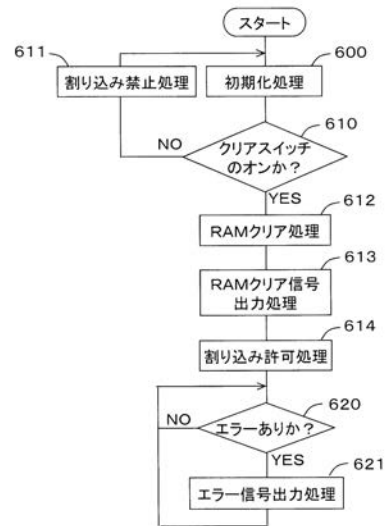 スタート
611
600
割り込み禁止処理
初期化処理
610
NO
クリアスイッチ
のオンか？
YES
612
RAMクリア処理
613
RAMクリア信号
出力処理
614
割り込み許可処理
620
NO
エラーありか？
YES
621
エラー信号出力処理